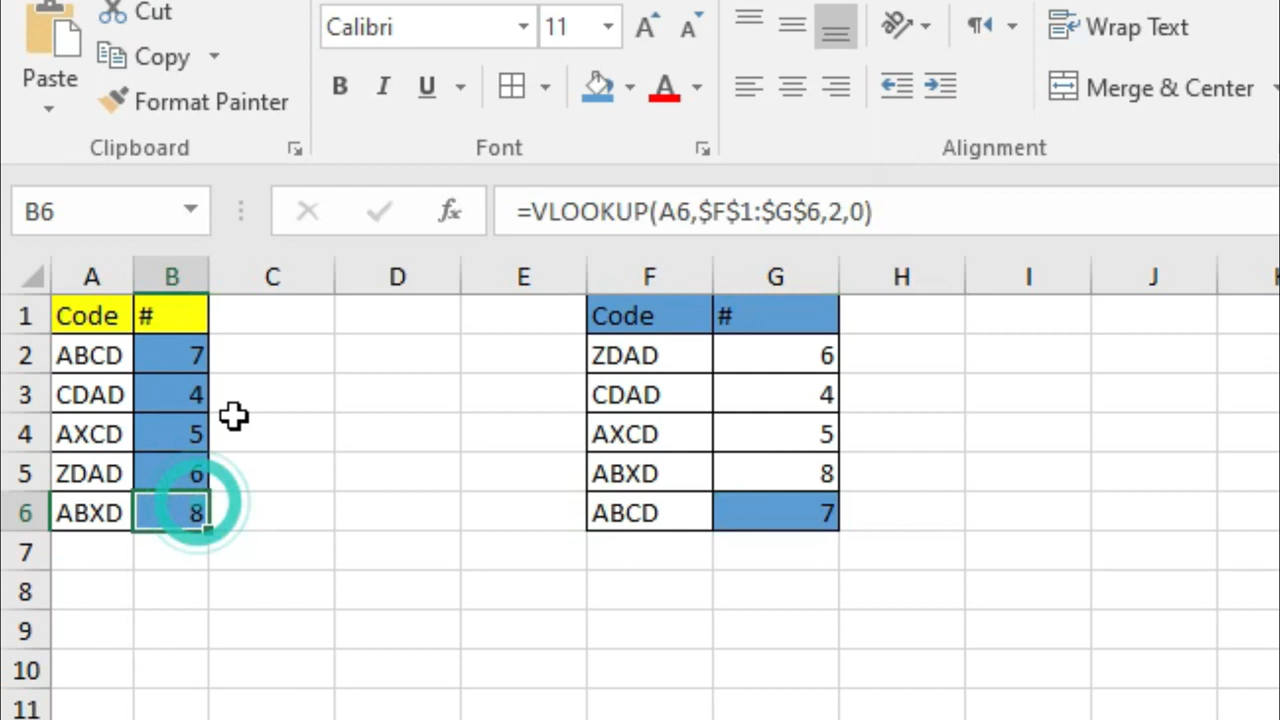 Cut
Calibri 11 A A Wrap Text
Copy
Paste
B I U A Merge & Center
Format Painter
Clipboard Font Alignment
B6 fx =VLOOKUP(A6,$F$1:$G$6,2,0)
A B C D E F G H I J
1 Code # Code #
2 ABCD 7 ZDAD 6
3 CDAD 4 CDAD 4
4 AXCD 5 AXCD 5
5 ZDAD 6 ABXD 8
6 ABXD 8 ABCD 7
7
8
9
10
11